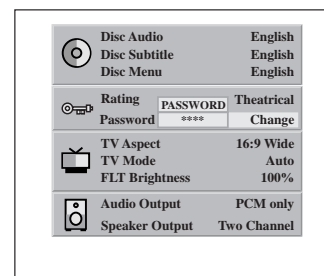 Disc Audio English
Disc Subtitle English
Disc Menu English
Rating PASSWORD Theatrical
Password **** Change
TV Aspect 16:9 Wide
TV Mode Auto
FLT Brightness 100%
Audio Output PCM only
Speaker Output Two Channel